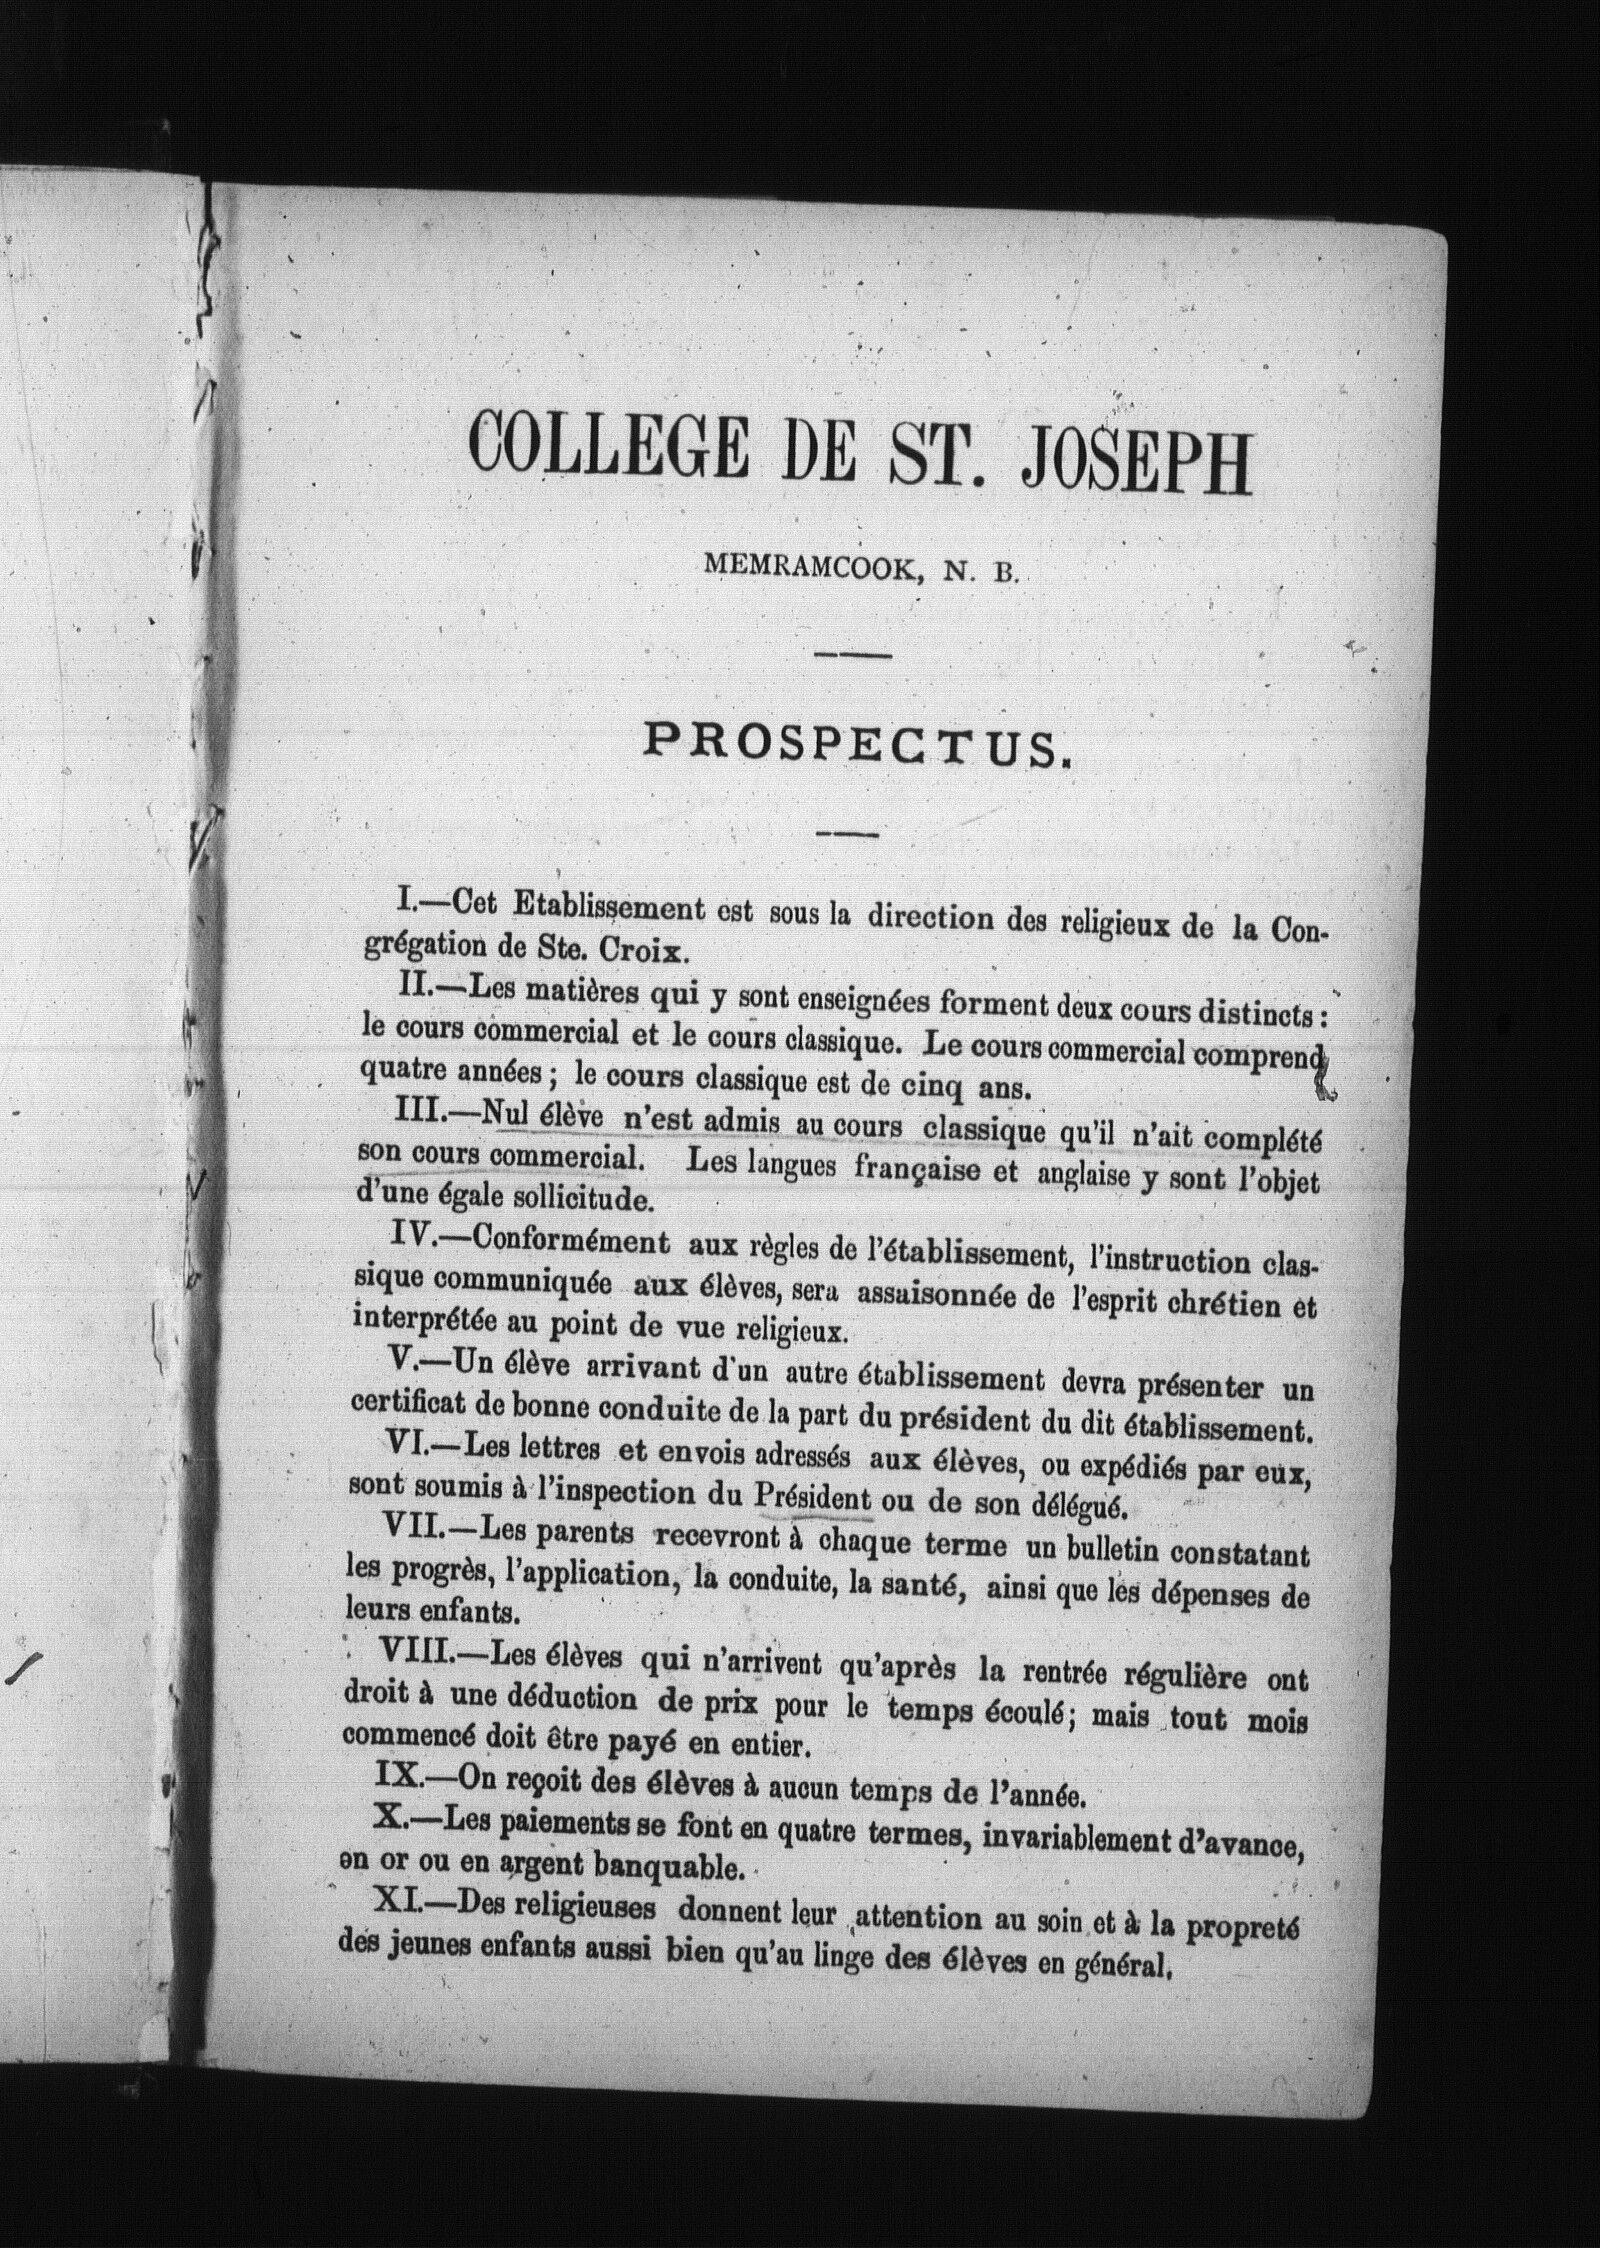 COLLEGE DE ST. JOSEPH
MEMRAMCOOK, N. B.
PROSPECTUS.
I.—Cet Etablissement est sous la direction des religieux de la Con-
grégation de Ste. Croix.
II.—Les matières qui y sont enseignées forment deux cours distincts :
le cours commercial et le cours classique. Le cours commercial comprend
quatre années ; le cours classique est de cinq ans.
III.—Nul élève n'est admis au cours classique qu'il n'ait complété
son cours commercial. Les langues française et anglaise y sont l'objet
d'une égale sollicitude.
IV.—Conformément aux règles de l'établissement, l'instruction clas-
sique communiquée aux élèves, sera assaisonnée de l'esprit chrétien et
interprétée au point de vue religieux.
V.—Un élève arrivant d'un autre établissement devra présenter un
certificat de bonne conduite de la part du président du dit établissement.
VI.—Les lettres et envois adressés aux élèves, ou expédiés par eux,
sont soumis à l'inspection du Président ou de son délégué.
VII.—Les parents recevront à chaque terme un bulletin constatant
les progrès, l'application, la conduite, la santé, ainsi que les dépenses de
leurs enfants.
VIII.—Les élèves qui n'arrivent qu'après la rentrée régulière ont
droit à une déduction de prix pour le temps écoulé; mais tout mois
commencé doit être payé en entier.
IX.—On reçoit des élèves à aucun temps de l'année.
X.—Les paiements se font en quatre termes, invariablement d'avance,
en or ou en argent banquable.
XI.—Des religieuses donnent leur attention au soin et à la propreté
des jeunes enfants aussi bien qu'au linge des élèves en général.